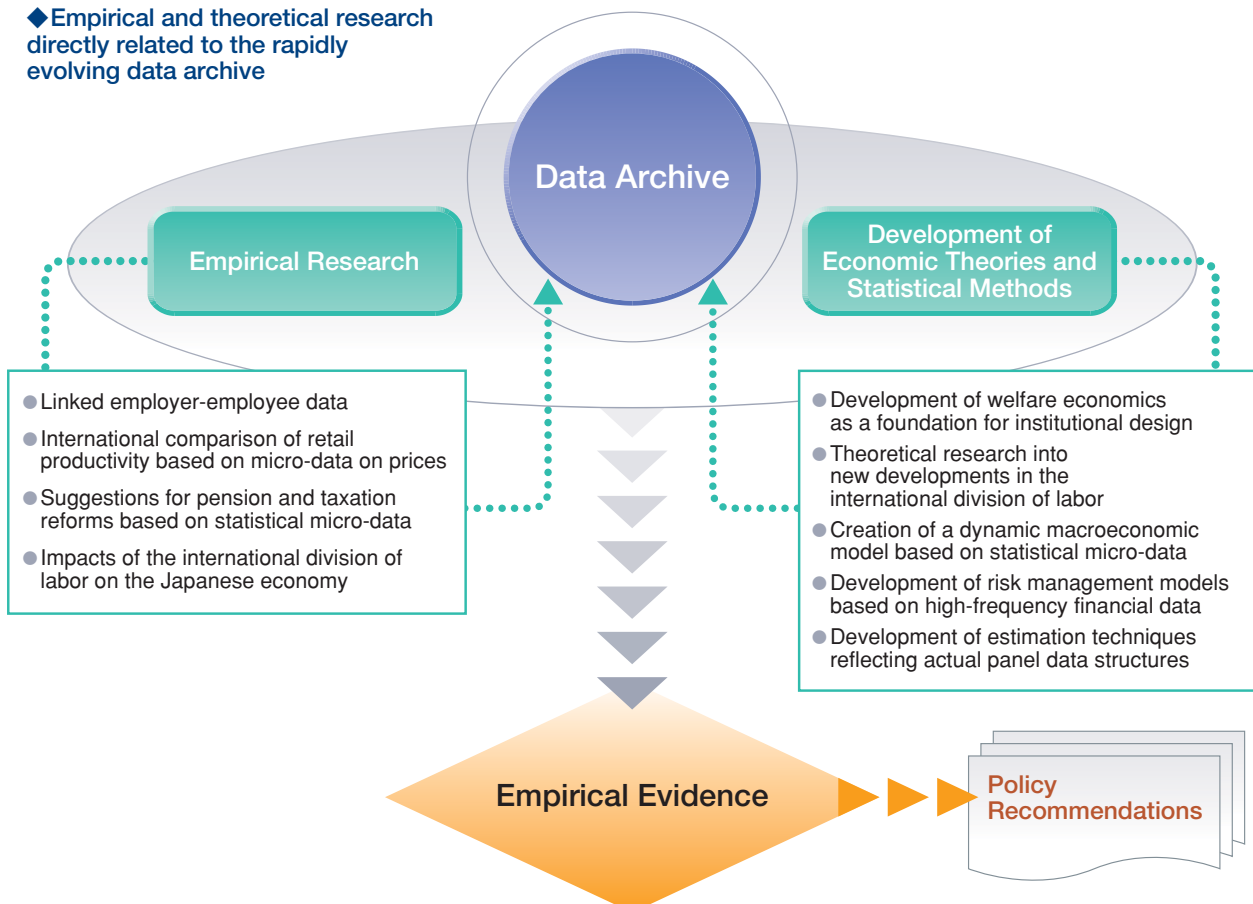 ◆Empirical and theoretical research
directly related to the rapidly
evolving data archive
Data Archive
Empirical Research
Development of
Economic Theories and
Statistical Methods
●Linked employer-employee data
●International comparison of retail
productivity based on micro-data on prices
●Suggestions for pension and taxation
reforms based on statistical micro-data
●Impacts of the international division of
labor on the Japanese economy
●Development of welfare economics
as a foundation for institutional design
●Theoretical research into
new developments in the
international division of labor
●Creation of a dynamic macroeconomic
model based on statistical micro-data
●Development of risk management models
based on high-frequency financial data
●Development of estimation techniques
reflecting actual panel data structures
Empirical Evidence
Policy
Recommendations